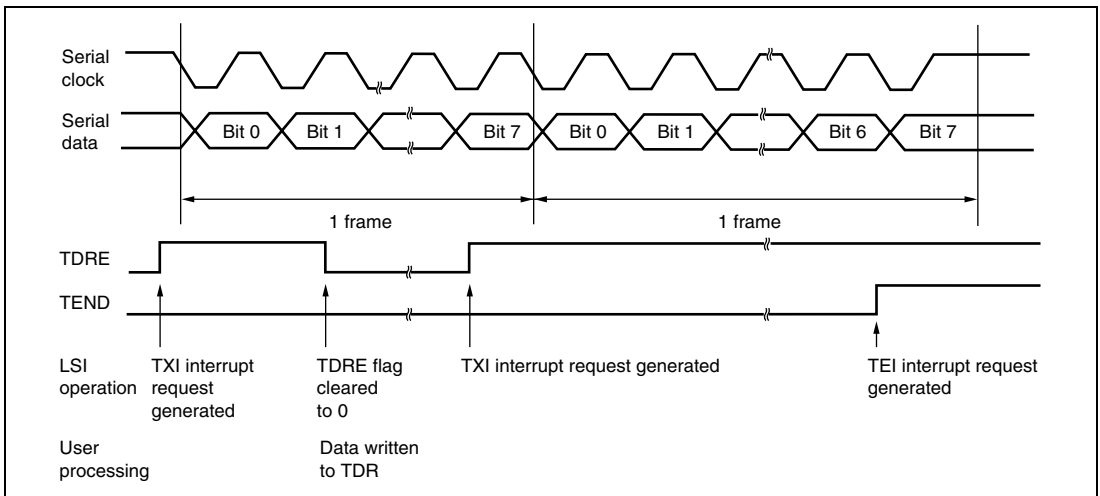 Serial
clock
Serial
data
Bit 0
Bit 1
Bit 7
Bit 0
Bit 1
Bit 6
Bit 7
1 frame
1 frame
TDRE
TEND
LSI
operation
TXI interrupt
request
generated
TDRE flag
cleared
to 0
TXI interrupt request generated
TEI interrupt request
generated
User
processing
Data written
to TDR